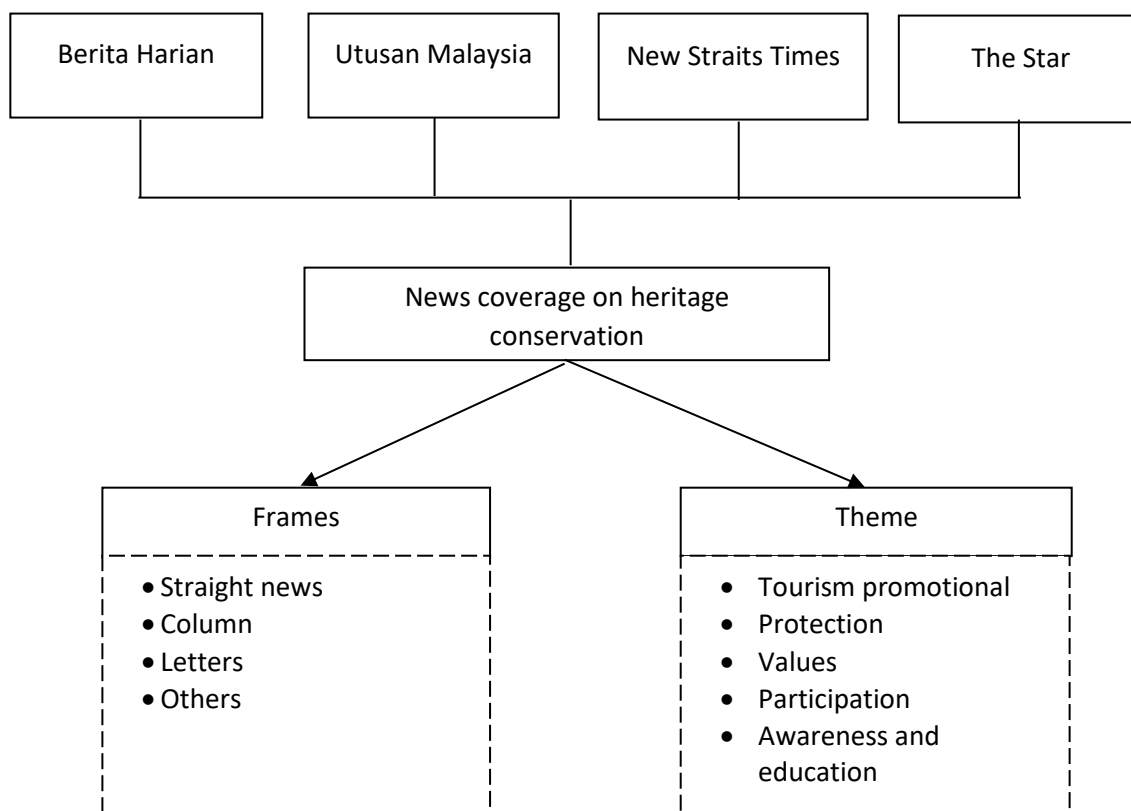 Berita Harian
Utusan Malaysia
New Straits Times
The Star
News coverage on heritage
conservation
Frames
• Straight news
• Column
• Letters
• Others
Theme
• Tourism promotional
• Protection
• Values
• Participation
• Awareness and
education